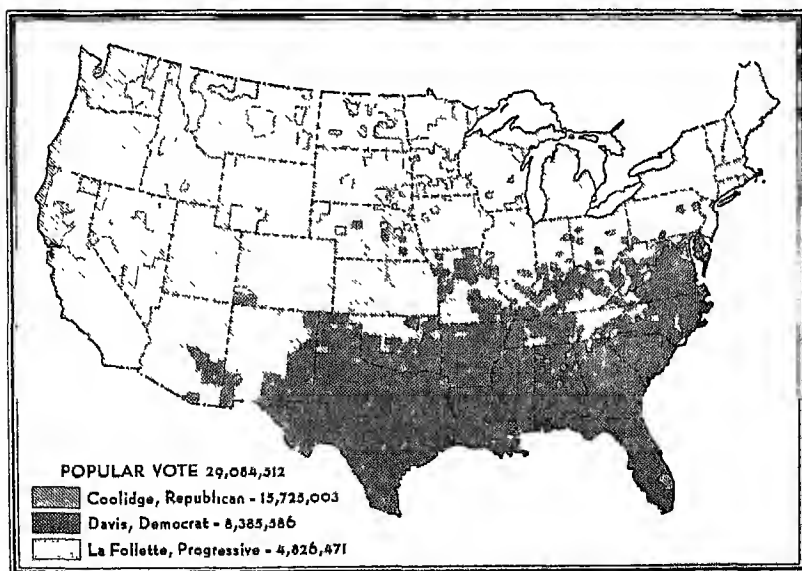 POPULAR VOTE 29,084,512
Coolidge, Republican - 15,725,003
Davis, Democrat - 8,385,586
La Follette, Progressive - 4,826,471